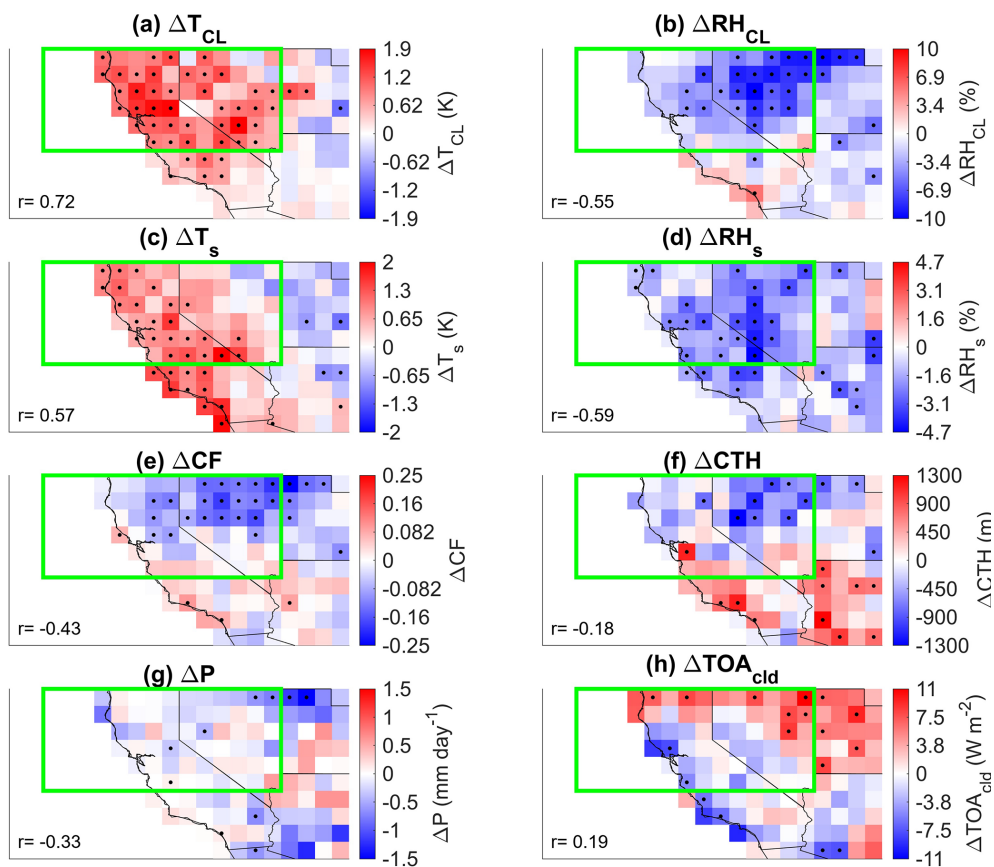 (a) ΔT_CL
1.9
1.2
0.62
0
-0.62
-1.2
-1.9
ΔT_CL (K)
r= 0.72
(b) ΔRH_CL
10
6.9
3.4
0
-3.4
-6.9
-10
ΔRH_CL (%)
r= -0.55
(c) ΔT_s
2
1.3
0.65
0
-0.65
-1.3
-2
ΔT_s (K)
r= 0.57
(d) ΔRH_s
4.7
3.1
1.6
0
-1.6
-3.1
-4.7
ΔRH_s (%)
r= -0.59
(e) ΔCF
0.25
0.16
0.082
0
-0.082
-0.16
-0.25
ΔCF
r= -0.43
(f) ΔCTH
1300
900
450
0
-450
-900
-1300
ΔCTH (m)
r= -0.18
(g) ΔP
1.5
1
0.5
0
-0.5
-1
-1.5
ΔP (mm day⁻¹)
r= -0.33
(h) ΔTOA_cld
11
7.5
3.8
0
-3.8
-7.5
-11
ΔTOA_cld (W m⁻²)
r= 0.19